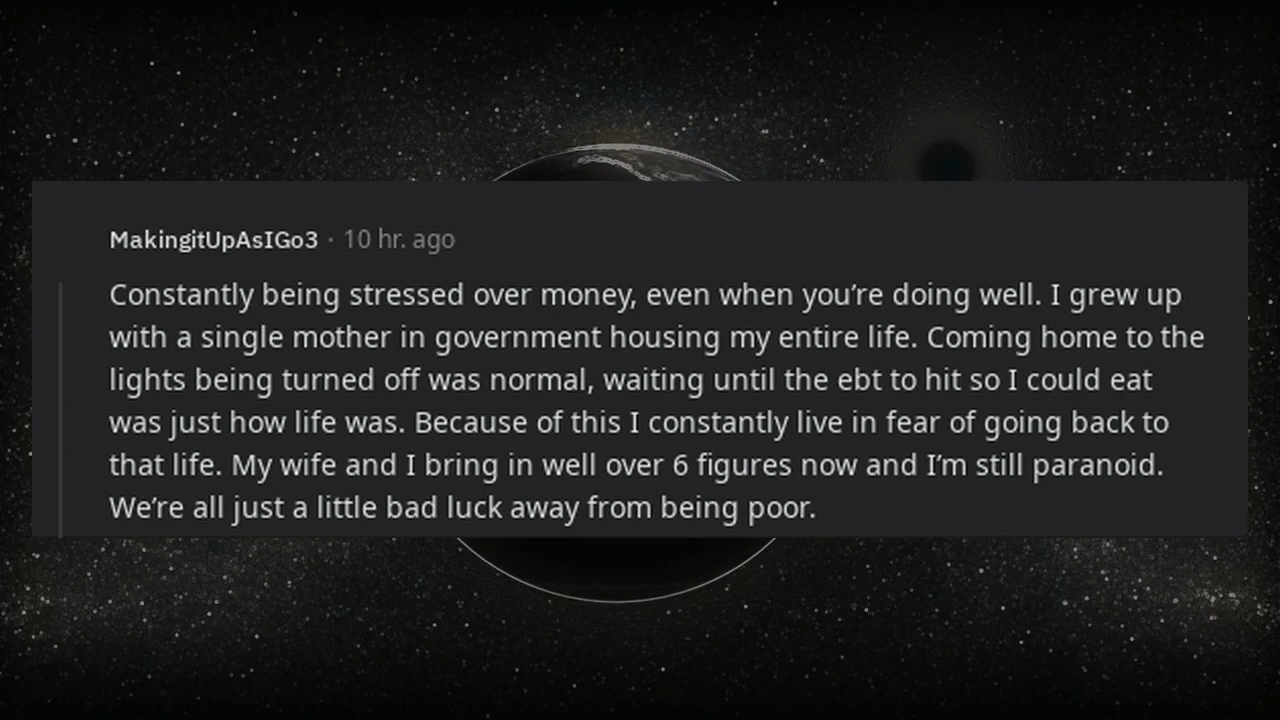 MakingitUpAsIGo3 · 10 hr. ago
Constantly being stressed over money, even when you’re doing well. I grew up
with a single mother in government housing my entire life. Coming home to the
lights being turned off was normal, waiting until the ebt to hit so I could eat
was just how life was. Because of this I constantly live in fear of going back to
that life. My wife and I bring in well over 6 figures now and I’m still paranoid.
We’re all just a little bad luck away from being poor.